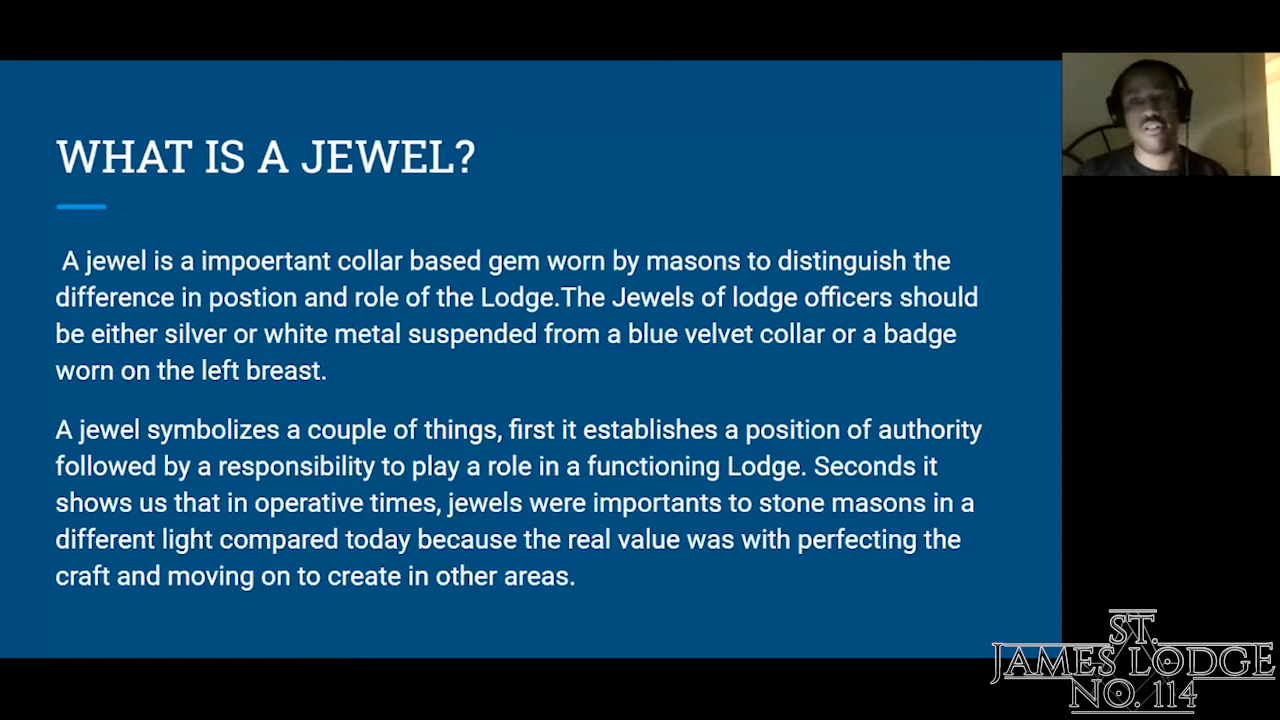 WHAT IS A JEWEL?
A jewel is a impoertant collar based gem worn by masons to distinguish the
difference in postion and role of the Lodge.The Jewels of lodge officers should
be either silver or white metal suspended from a blue velvet collar or a badge
worn on the left breast.
A jewel symbolizes a couple of things, first it establishes a position of authority
followed by a responsibility to play a role in a functioning Lodge. Seconds it
shows us that in operative times, jewels were importants to stone masons in a
different light compared today because the real value was with perfecting the
craft and moving on to create in other areas.
ST.
JAMES LODGE
NO. 114